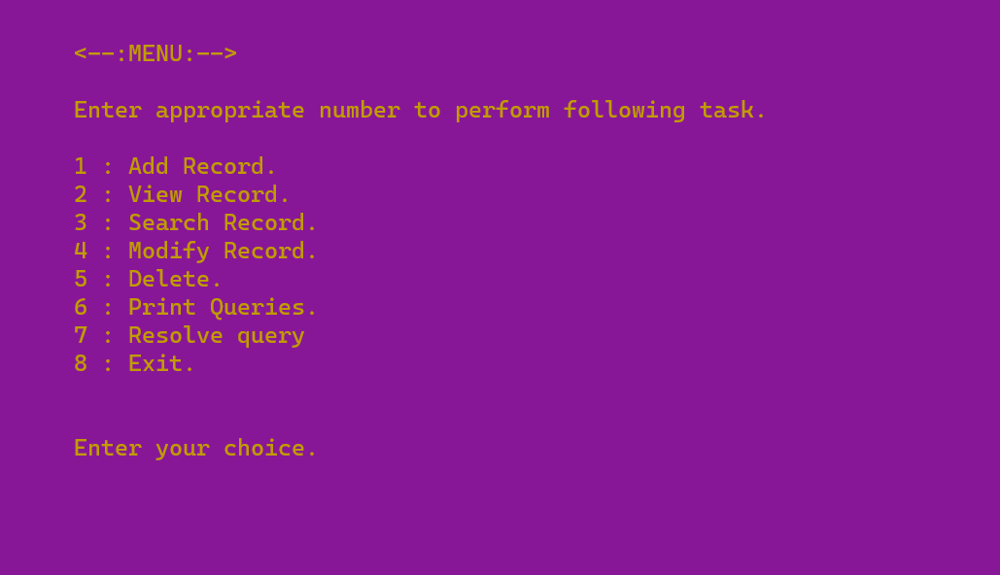 <--:MENU:-->
Enter appropriate number to perform following task.
1 : Add Record.
2 : View Record.
3 : Search Record.
4 : Modify Record.
5 : Delete.
6 : Print Queries.
7 : Resolve query
8 : Exit.
Enter your choice.